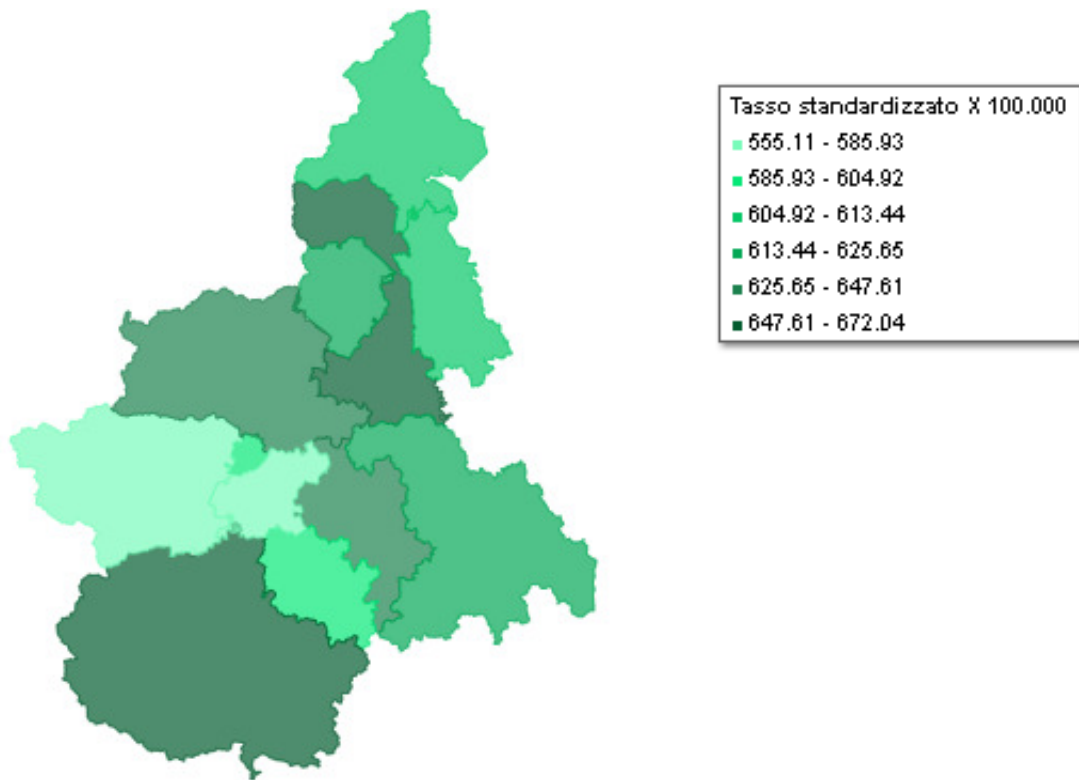 Tasso standardizzato X 100.000
555.11 - 585.93
585.93 - 604.92
604.92 - 613.44
613.44 - 625.65
625.65 - 647.61
647.61 - 672.04